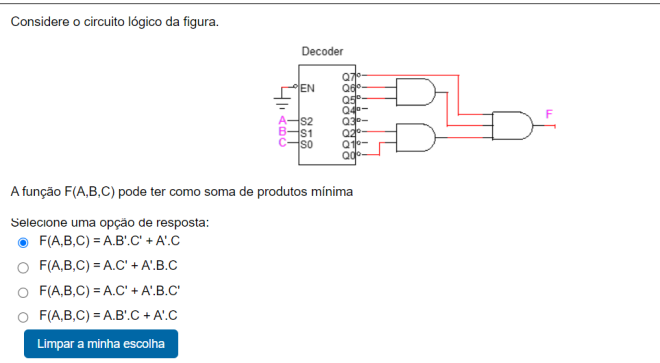 Considere o circuito lógico da figura.
Decoder
Q7
EN
Q6
Q5
Q4
A
S2
Q3
F
B
S1
Q2
C
S0
Q1
Q0
A função F(A,B,C) pode ter como soma de produtos mínima
Selecione uma opção de resposta:
F(A,B,C) = A.B'.C' + A'.C
F(A,B,C) = A.C' + A'.B.C
F(A,B,C) = A.C' + A'.B.C'
F(A,B,C) = A.B'.C + A'.C
Limpar a minha escolha